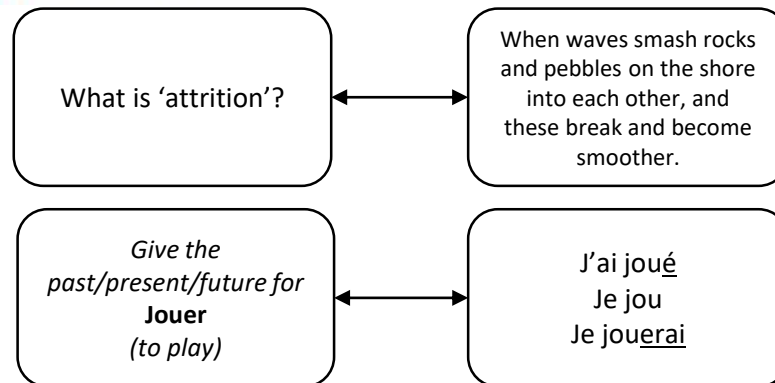 What is ‘attrition’?
When waves smash rocks
and pebbles on the shore
into each other, and
these break and become
smoother.
Give the
past/present/future for
Jouer
(to play)
J’ai joué
Je jou
Je jouerai